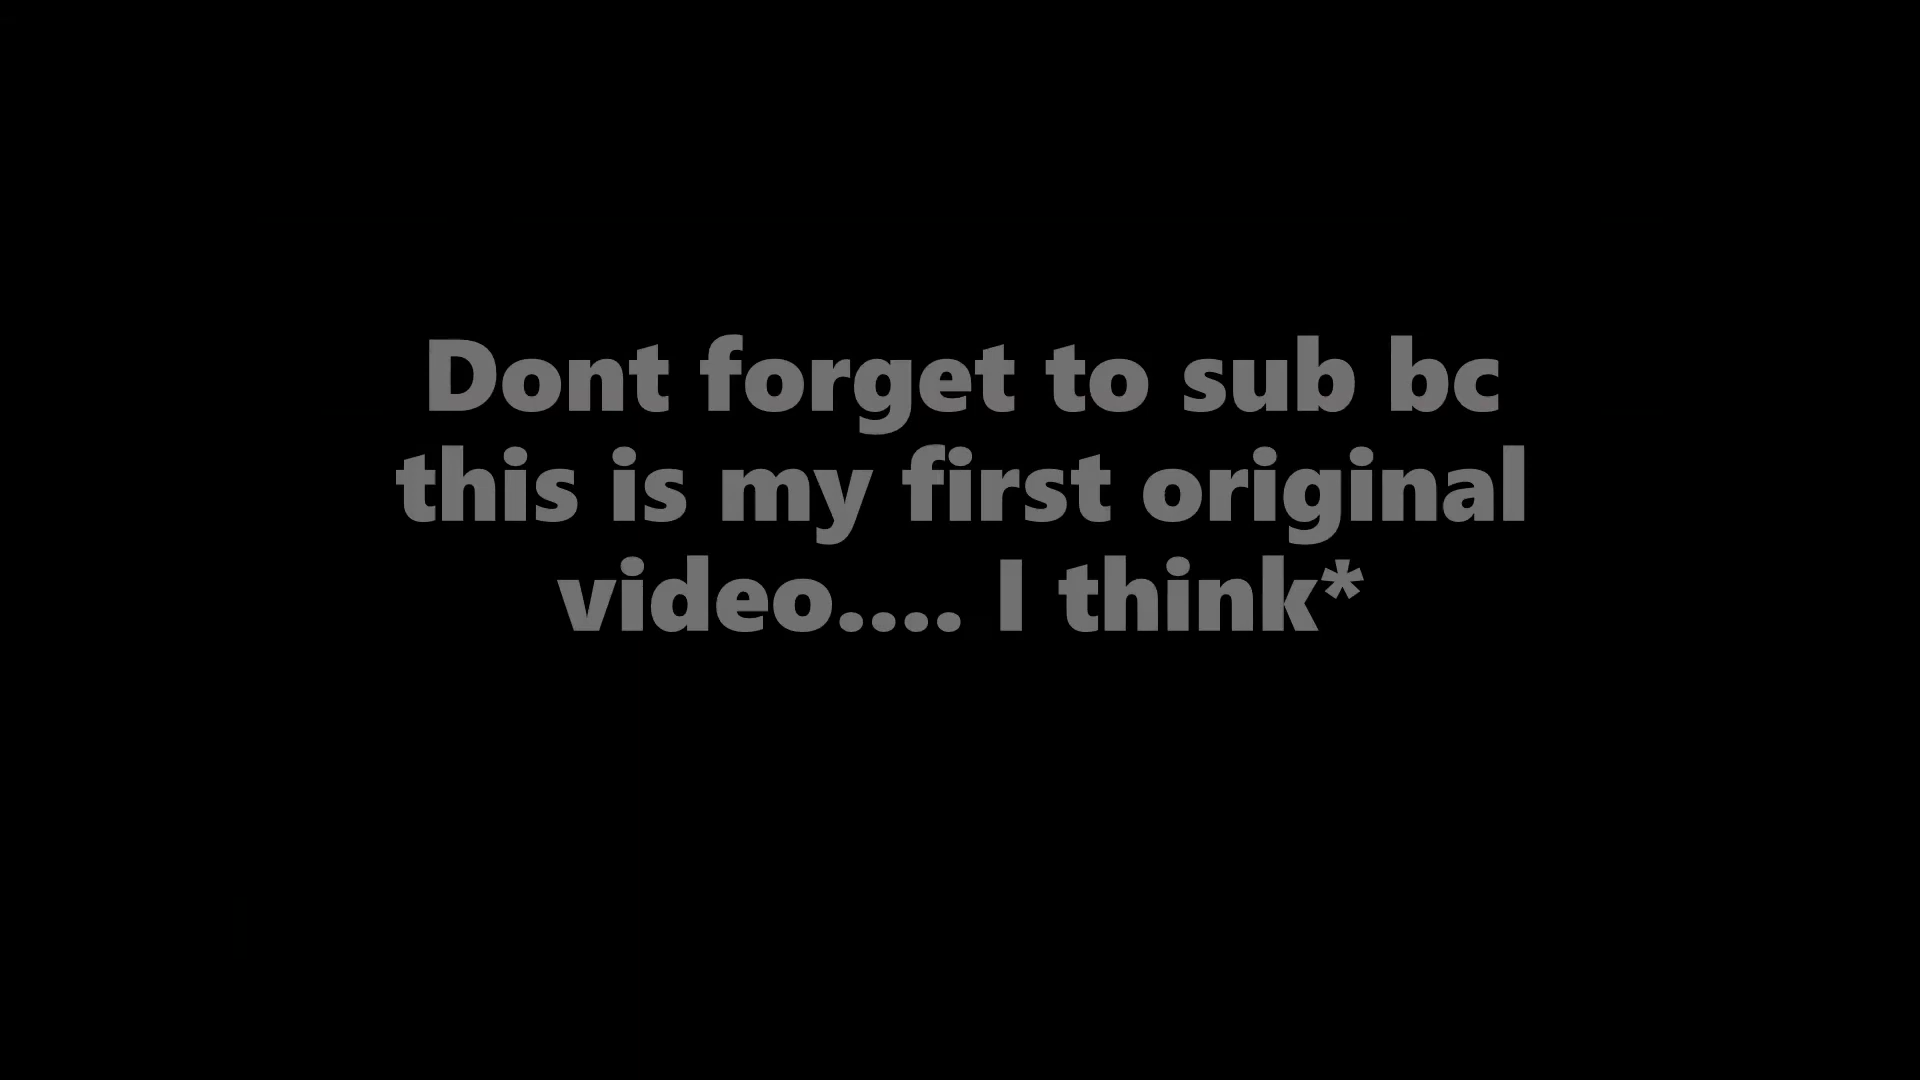 Dont forget to sub bc
this is my first original
video.... I think*